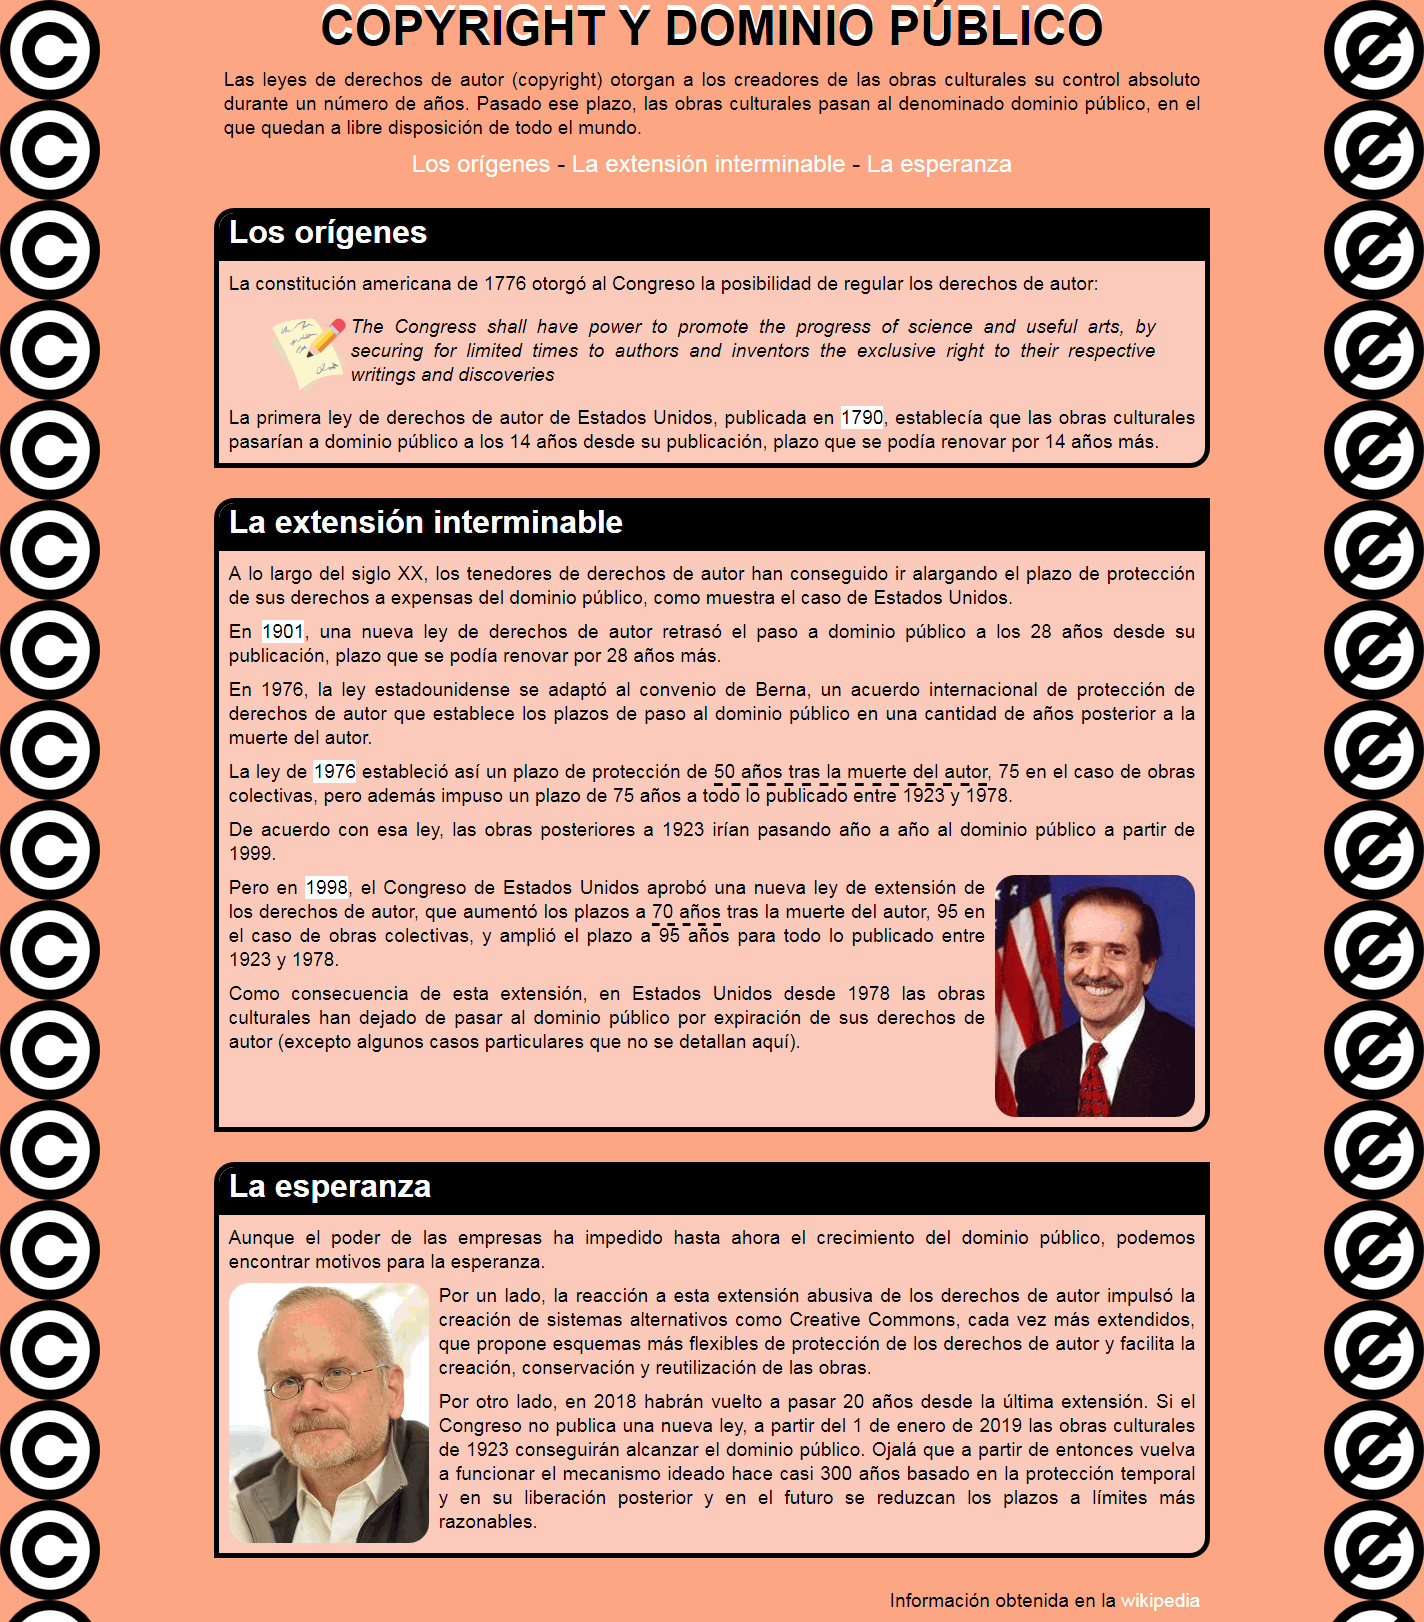 COPYRIGHT Y DOMINIO PÚBLICO
Las leyes de derechos de autor (copyright) otorgan a los creadores de las obras culturales su control absoluto
durante un número de años. Pasado ese plazo, las obras culturales pasan al denominado dominio público, en el
que quedan a libre disposición de todo el mundo.
Los orígenes - La extensión interminable - La esperanza
Los orígenes
La constitución americana de 1776 otorgó al Congreso la posibilidad de regular los derechos de autor:
The Congress shall have power to promote the progress of science and useful arts, by
securing for limited times to authors and inventors the exclusive right to their respective
writings and discoveries
La primera ley de derechos de autor de Estados Unidos, publicada en 1790, establecía que las obras culturales
pasarían a dominio público a los 14 años desde su publicación, plazo que se podía renovar por 14 años más.
La extensión interminable
A lo largo del siglo XX, los tenedores de derechos de autor han conseguido ir alargando el plazo de protección
de sus derechos a expensas del dominio público, como muestra el caso de Estados Unidos.
En 1901, una nueva ley de derechos de autor retrasó el paso a dominio público a los 28 años desde su
publicación, plazo que se podía renovar por 28 años más.
En 1976, la ley estadounidense se adaptó al convenio de Berna, un acuerdo internacional de protección de
derechos de autor que establece los plazos de paso al dominio público en una cantidad de años posterior a la
muerte del autor.
La ley de 1976 estableció así un plazo de protección de 50 años tras la muerte del autor, 75 en el caso de obras
colectivas, pero además impuso un plazo de 75 años a todo lo publicado entre 1923 y 1978.
De acuerdo con esa ley, las obras posteriores a 1923 irían pasando año a año al dominio público a partir de
1999.
Pero en 1998, el Congreso de Estados Unidos aprobó una nueva ley de extensión de
los derechos de autor, que aumentó los plazos a 70 años tras la muerte del autor, 95 en
el caso de obras colectivas, y amplió el plazo a 95 años para todo lo publicado entre
1923 y 1978.
Como consecuencia de esta extensión, en Estados Unidos desde 1978 las obras
culturales han dejado de pasar al dominio público por expiración de sus derechos de
autor (excepto algunos casos particulares que no se detallan aquí).
La esperanza
Aunque el poder de las empresas ha impedido hasta ahora el crecimiento del dominio público, podemos
encontrar motivos para la esperanza.
Por un lado, la reacción a esta extensión abusiva de los derechos de autor impulsó la
creación de sistemas alternativos como Creative Commons, cada vez más extendidos,
que propone esquemas más flexibles de protección de los derechos de autor y facilita la
creación, conservación y reutilización de las obras.
Por otro lado, en 2018 habrán vuelto a pasar 20 años desde la última extensión. Si el
Congreso no publica una nueva ley, a partir del 1 de enero de 2019 las obras culturales
de 1923 conseguirán alcanzar el dominio público. Ojalá que a partir de entonces vuelva
a funcionar el mecanismo ideado hace casi 300 años basado en la protección temporal
y en su liberación posterior y en el futuro se reduzcan los plazos a límites más
razonables.
Información obtenida en la wikipedia